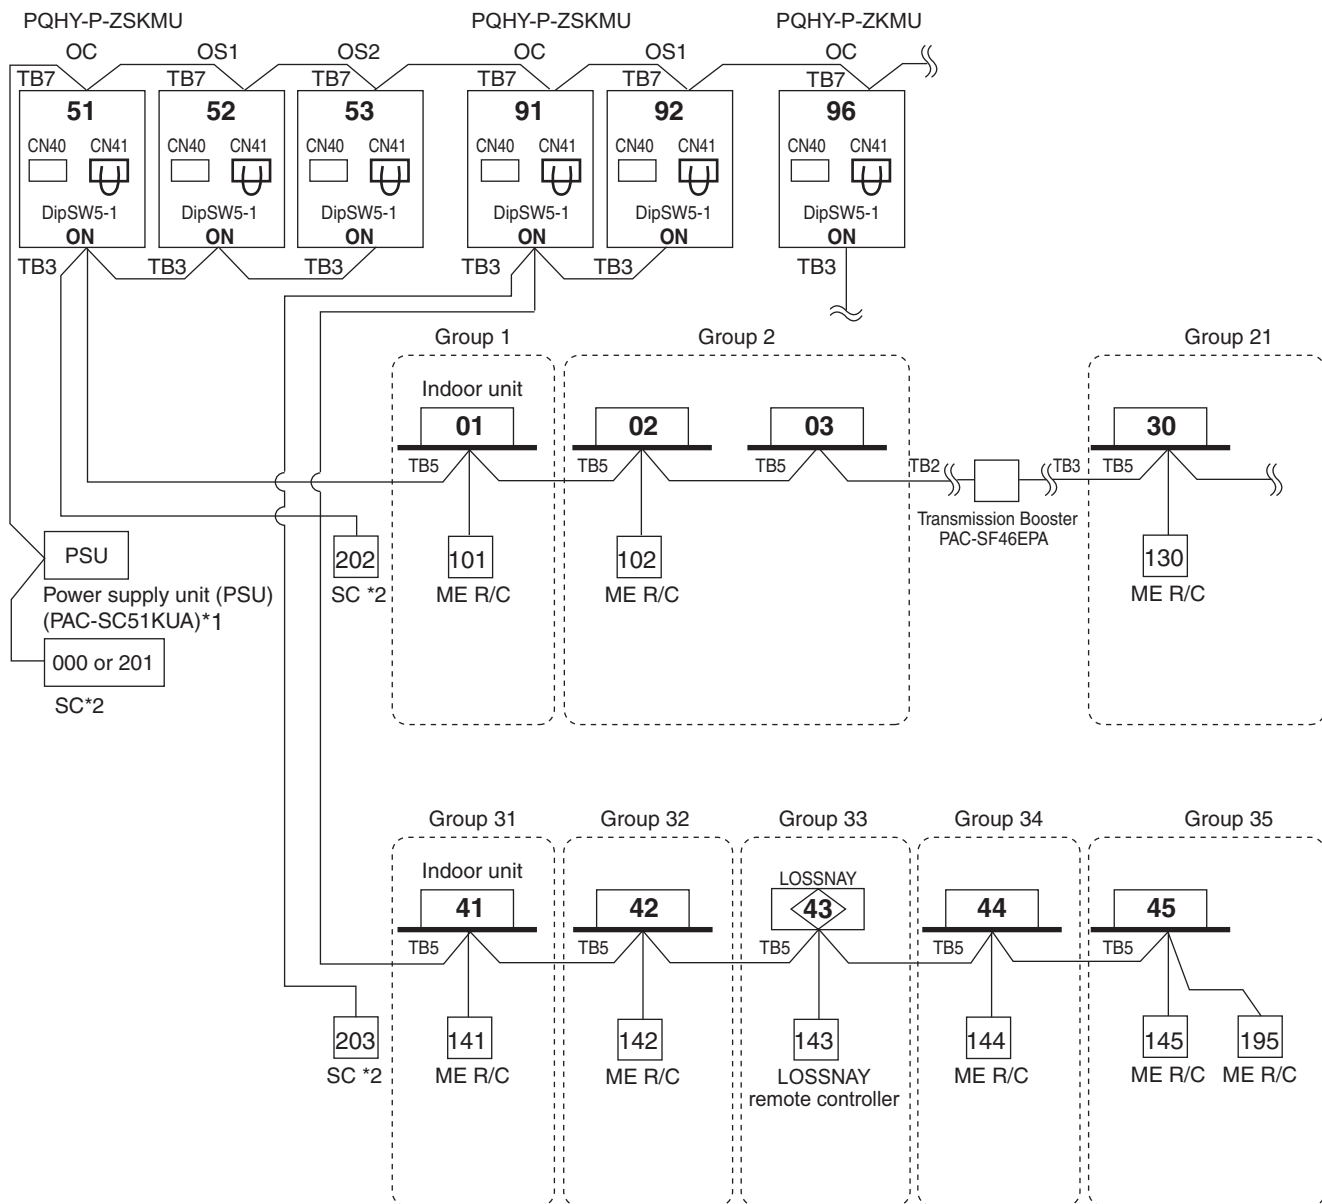 PQHY-P-ZSKMU PQHY-P-ZSKMU PQHY-P-ZKMU
OC OS1 OS2 OC OS1 OC
TB7 TB7 TB7 TB7 TB7 TB7
51 52 53 91 92 96
CN40 CN41 CN40 CN41 CN40 CN41 CN40 CN41 CN40 CN41 CN40 CN41
DipSW5-1 DipSW5-1 DipSW5-1 DipSW5-1 DipSW5-1 DipSW5-1
ON ON ON ON ON ON
TB3 TB3 TB3 TB3 TB3 TB3
Group 1 Group 2 Group 21
Indoor unit
01 02 03 30
TB5 TB5 TB5 TB2 TB3 TB5
Transmission Booster
PAC-SF46EPA
PSU 202 101 102 130
SC *2 ME R/C ME R/C ME R/C
Power supply unit (PSU)
(PAC-SC51KUA)*1
000 or 201
SC*2
Group 31 Group 32 Group 33 Group 34 Group 35
Indoor unit LOSSNAY
41 42 43 44 45
TB5 TB5 TB5 TB5 TB5
203 141 142 143 144 145 195
SC *2 ME R/C ME R/C LOSSNAY ME R/C ME R/C ME R/C
remote controller